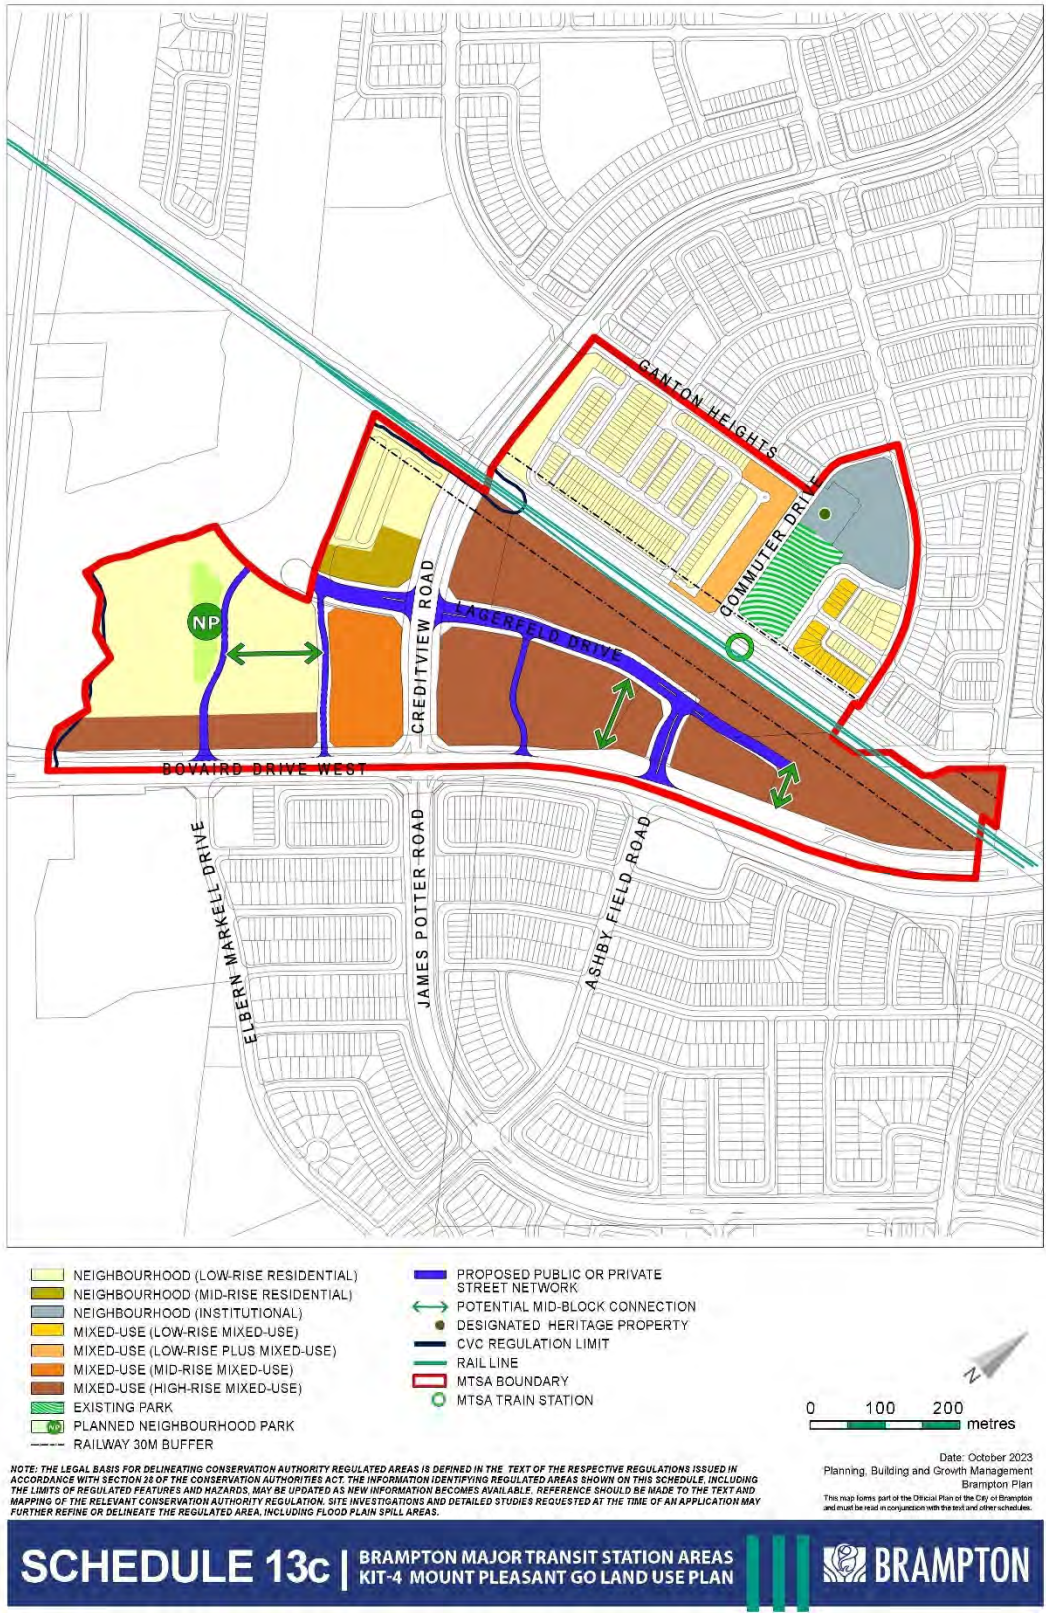 GANTON HEIGHTS
COMMUTER DRIVE
CREDITVIEW ROAD
LAGERFELD DRIVE
NP
BOVAIRD DRIVE WEST
ELBERN MARKELL DRIVE
JAMES POTTER ROAD
ASHBY FIELD ROAD
NEIGHBOURHOOD (LOW-RISE RESIDENTIAL)
NEIGHBOURHOOD (MID-RISE RESIDENTIAL)
NEIGHBOURHOOD (INSTITUTIONAL)
MIXED-USE (LOW-RISE MIXED-USE)
MIXED-USE (LOW-RISE PLUS MIXED-USE)
MIXED-USE (MID-RISE MIXED-USE)
MIXED-USE (HIGH-RISE MIXED-USE)
EXISTING PARK
NP PLANNED NEIGHBOURHOOD PARK
RAILWAY 30M BUFFER
PROPOSED PUBLIC OR PRIVATE
STREET NETWORK
POTENTIAL MID-BLOCK CONNECTION
DESIGNATED HERITAGE PROPERTY
CVC REGULATION LIMIT
RAIL LINE
MTSA BOUNDARY
MTSA TRAIN STATION
N
0 100 200
metres
Date: October 2023
Planning, Building and Growth Management
Brampton Plan
This map forms part of the Official Plan of the City of Brampton
and must be read in conjunction with the text and other schedules.
NOTE: THE LEGAL BASIS FOR DELINEATING CONSERVATION AUTHORITY REGULATED AREAS IS DEFINED IN THE TEXT OF THE RESPECTIVE REGULATIONS ISSUED IN
ACCORDANCE WITH SECTION 28 OF THE CONSERVATION AUTHORITIES ACT. THE INFORMATION IDENTIFYING REGULATED AREAS SHOWN ON THIS SCHEDULE, INCLUDING
THE LIMITS OF REGULATED FEATURES AND HAZARDS, MAY BE UPDATED AS NEW INFORMATION BECOMES AVAILABLE. REFERENCE SHOULD BE MADE TO THE TEXT AND
MAPPING OF THE RELEVANT CONSERVATION AUTHORITY REGULATION. SITE INVESTIGATIONS AND DETAILED STUDIES REQUESTED AT THE TIME OF AN APPLICATION MAY
FURTHER REFINE OR DELINEATE THE REGULATED AREA, INCLUDING FLOOD PLAIN SPILL AREAS.
SCHEDULE 13c
BRAMPTON MAJOR TRANSIT STATION AREAS
KIT-4 MOUNT PLEASANT GO LAND USE PLAN
BRAMPTON